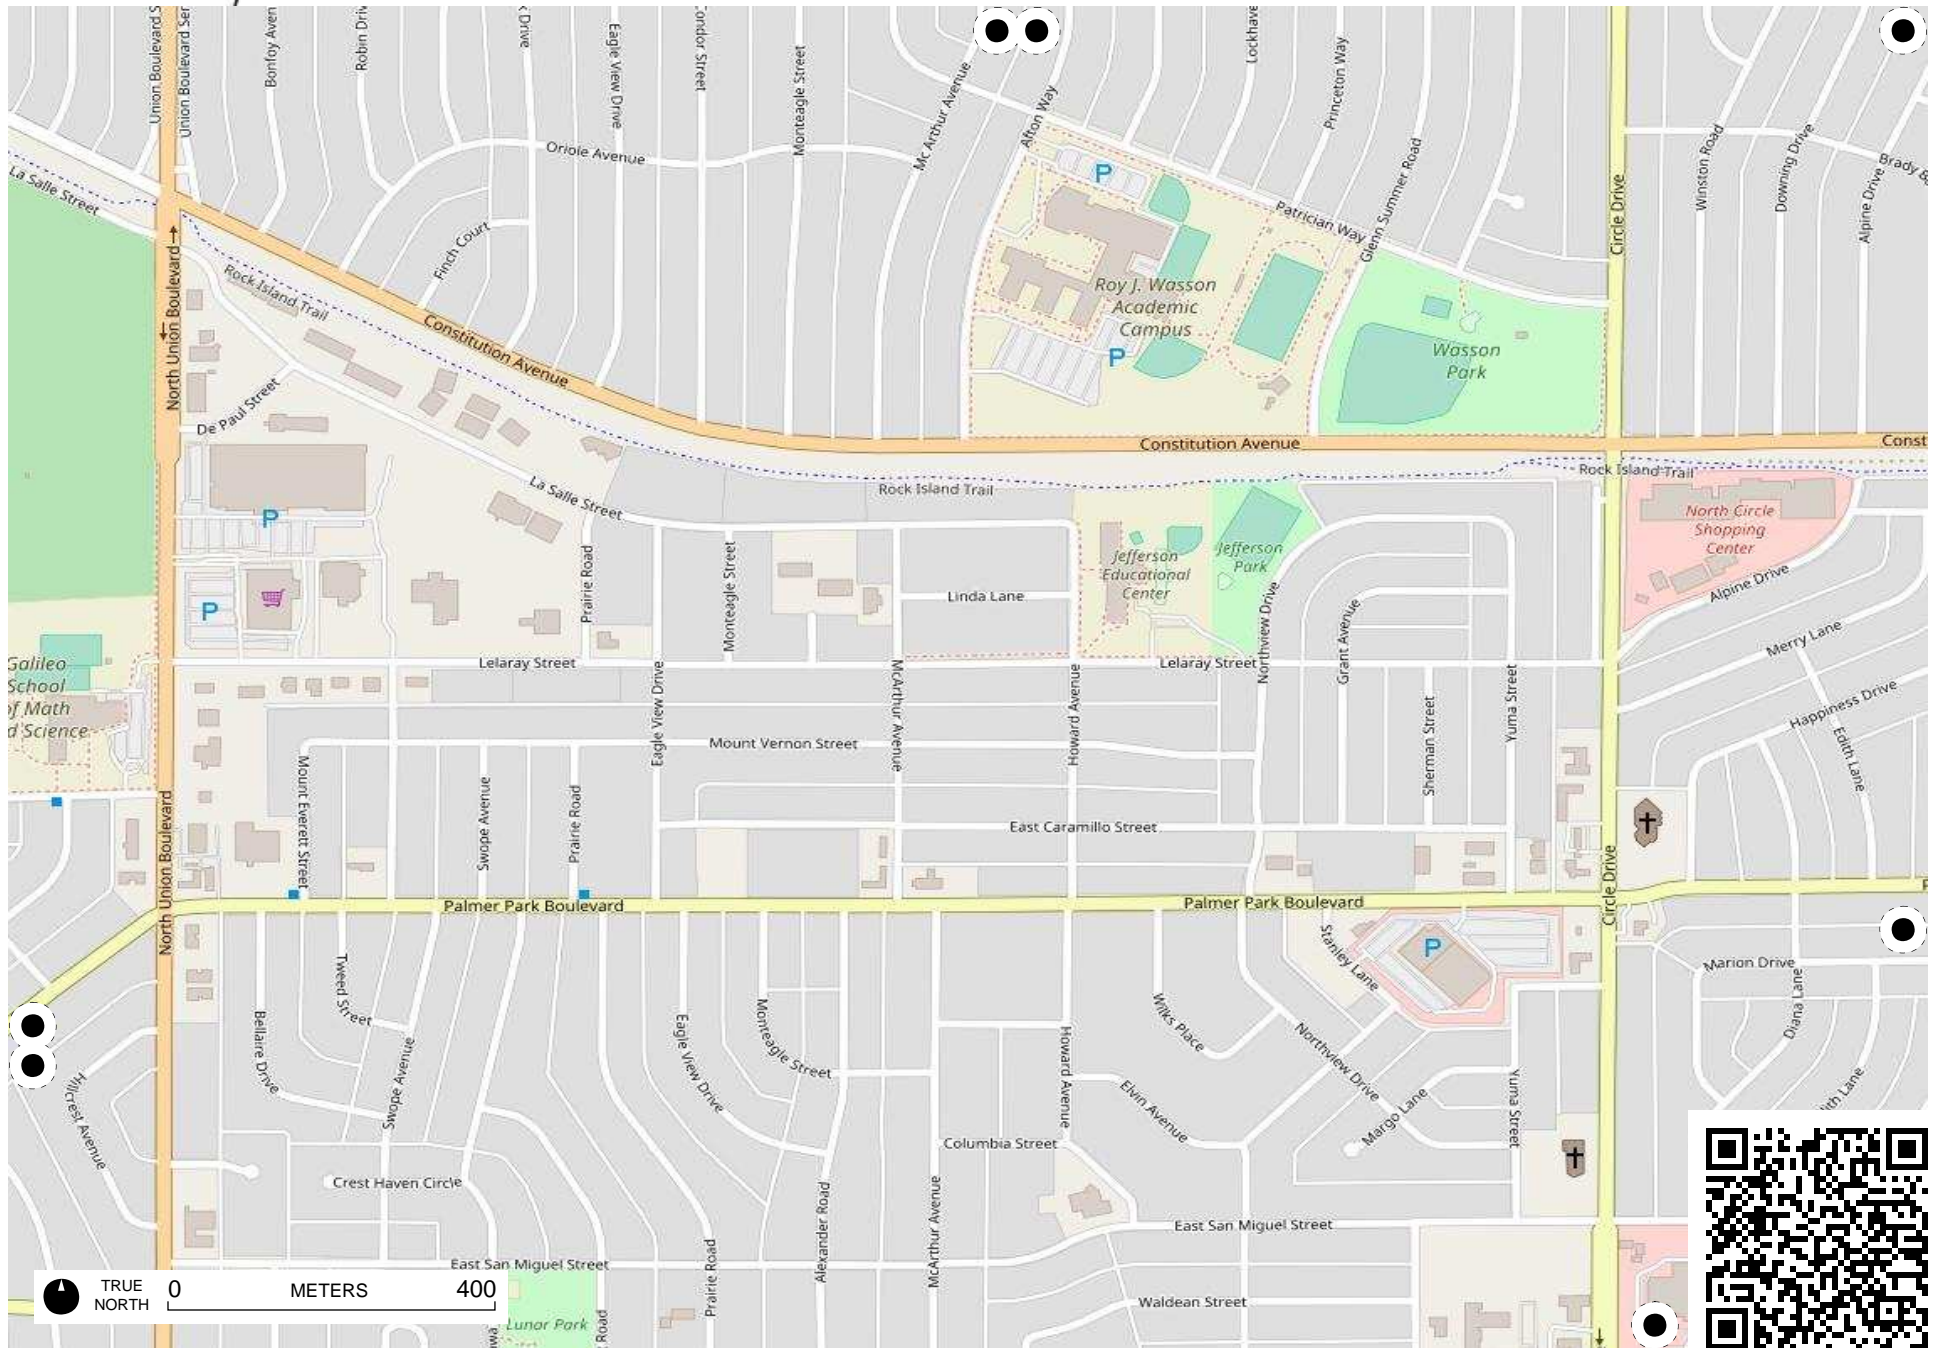 Union Boulevard S
Union Boulevard Ser
Bonfoy Aven
Robin Driv
Drive
Eagle View Drive
Condor Street
Monteagle Street
Mc Arthur Avenue
Afton Way
Lockhave
Princeton Way
Glenn Summer Road
Circle Drive
Winston Road
Downing Drive
Alpine Drive
Brady B
La Salle Street
Oriole Avenue
Finch Court
P
Patrician Way
North Union Boulevard
Rock Island Trail
Constitution Avenue
Roy J. Wasson
Academic
Campus
P
Wasson
Park
De Paul Street
Constitution Avenue
Const
La Salle Street
Rock Island Trail
Rock Island Trail
P
North Circle
Shopping
Center
Alpine Drive
Prairie Road
Monteagle Street
Linda Lane
Jefferson
Educational
Center
Jefferson
Park
Northview Drive
Grant Avenue
P
Galileo
School
of Math
d Science
Lelaray Street
Lelaray Street
Merry Lane
Happiness Drive
Edith Lane
Eagle View Drive
McArthur Avenue
Howard Avenue
Sherman Street
Yuma Street
Mount Vernon Street
Mount Everett Street
Swope Avenue
Prairie Road
East Caramillo Street
North Union Boulevard
Palmer Park Boulevard
Palmer Park Boulevard
Circle Drive
Stanley Lane
P
Marion Drive
Diana Lane
Tweed Street
Bellaire Drive
Swope Avenue
Eagle View Drive
Monteagle Street
Howard Avenue
Wilks Place
Northview Drive
Elvin Avenue
Margo Lane
Yuma Street
ith Lane
Hillcrest Avenue
Columbia Street
Crest Haven Circle
Alexander Road
McArthur Avenue
East San Miguel Street
East San Miguel Street
Prairie Road
Waldean Street
Lunar Park
Road
TRUE
NORTH
0 METERS 400